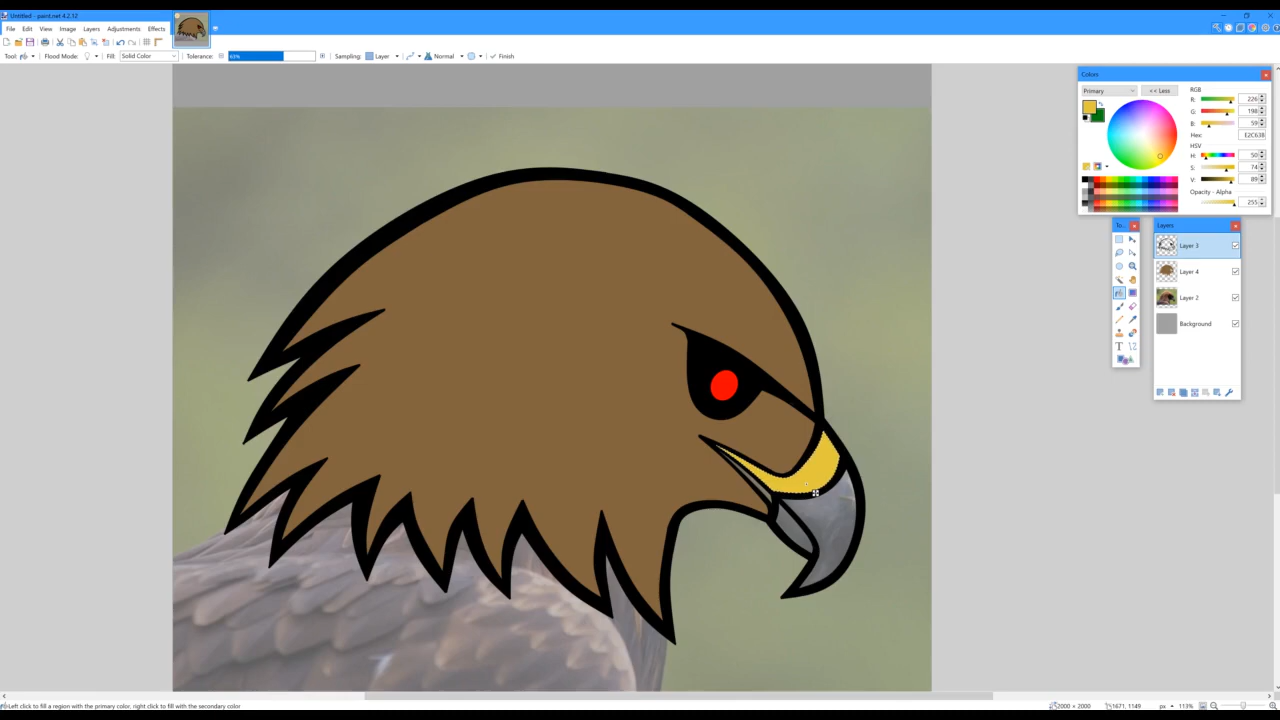 Untitled - paint.net 4.2.12
File Edit View Image Layers Adjustments Effects
Tool: Flood Mode: Fill: Solid Color Tolerance: 63% Sampling: Layer Normal Finish
Colors
Primary << Less
RGB
R: 226
G: 198
B: 59
Hex: E2C63B
HSV
H: 50
S: 74
V: 89
Opacity - Alpha
255
To...
Layers
Layer 3
Layer 4
Layer 2
Background
Left click to fill a region with the primary color, right click to fill with the secondary color
2000 × 2000 1671, 1149 px 113%